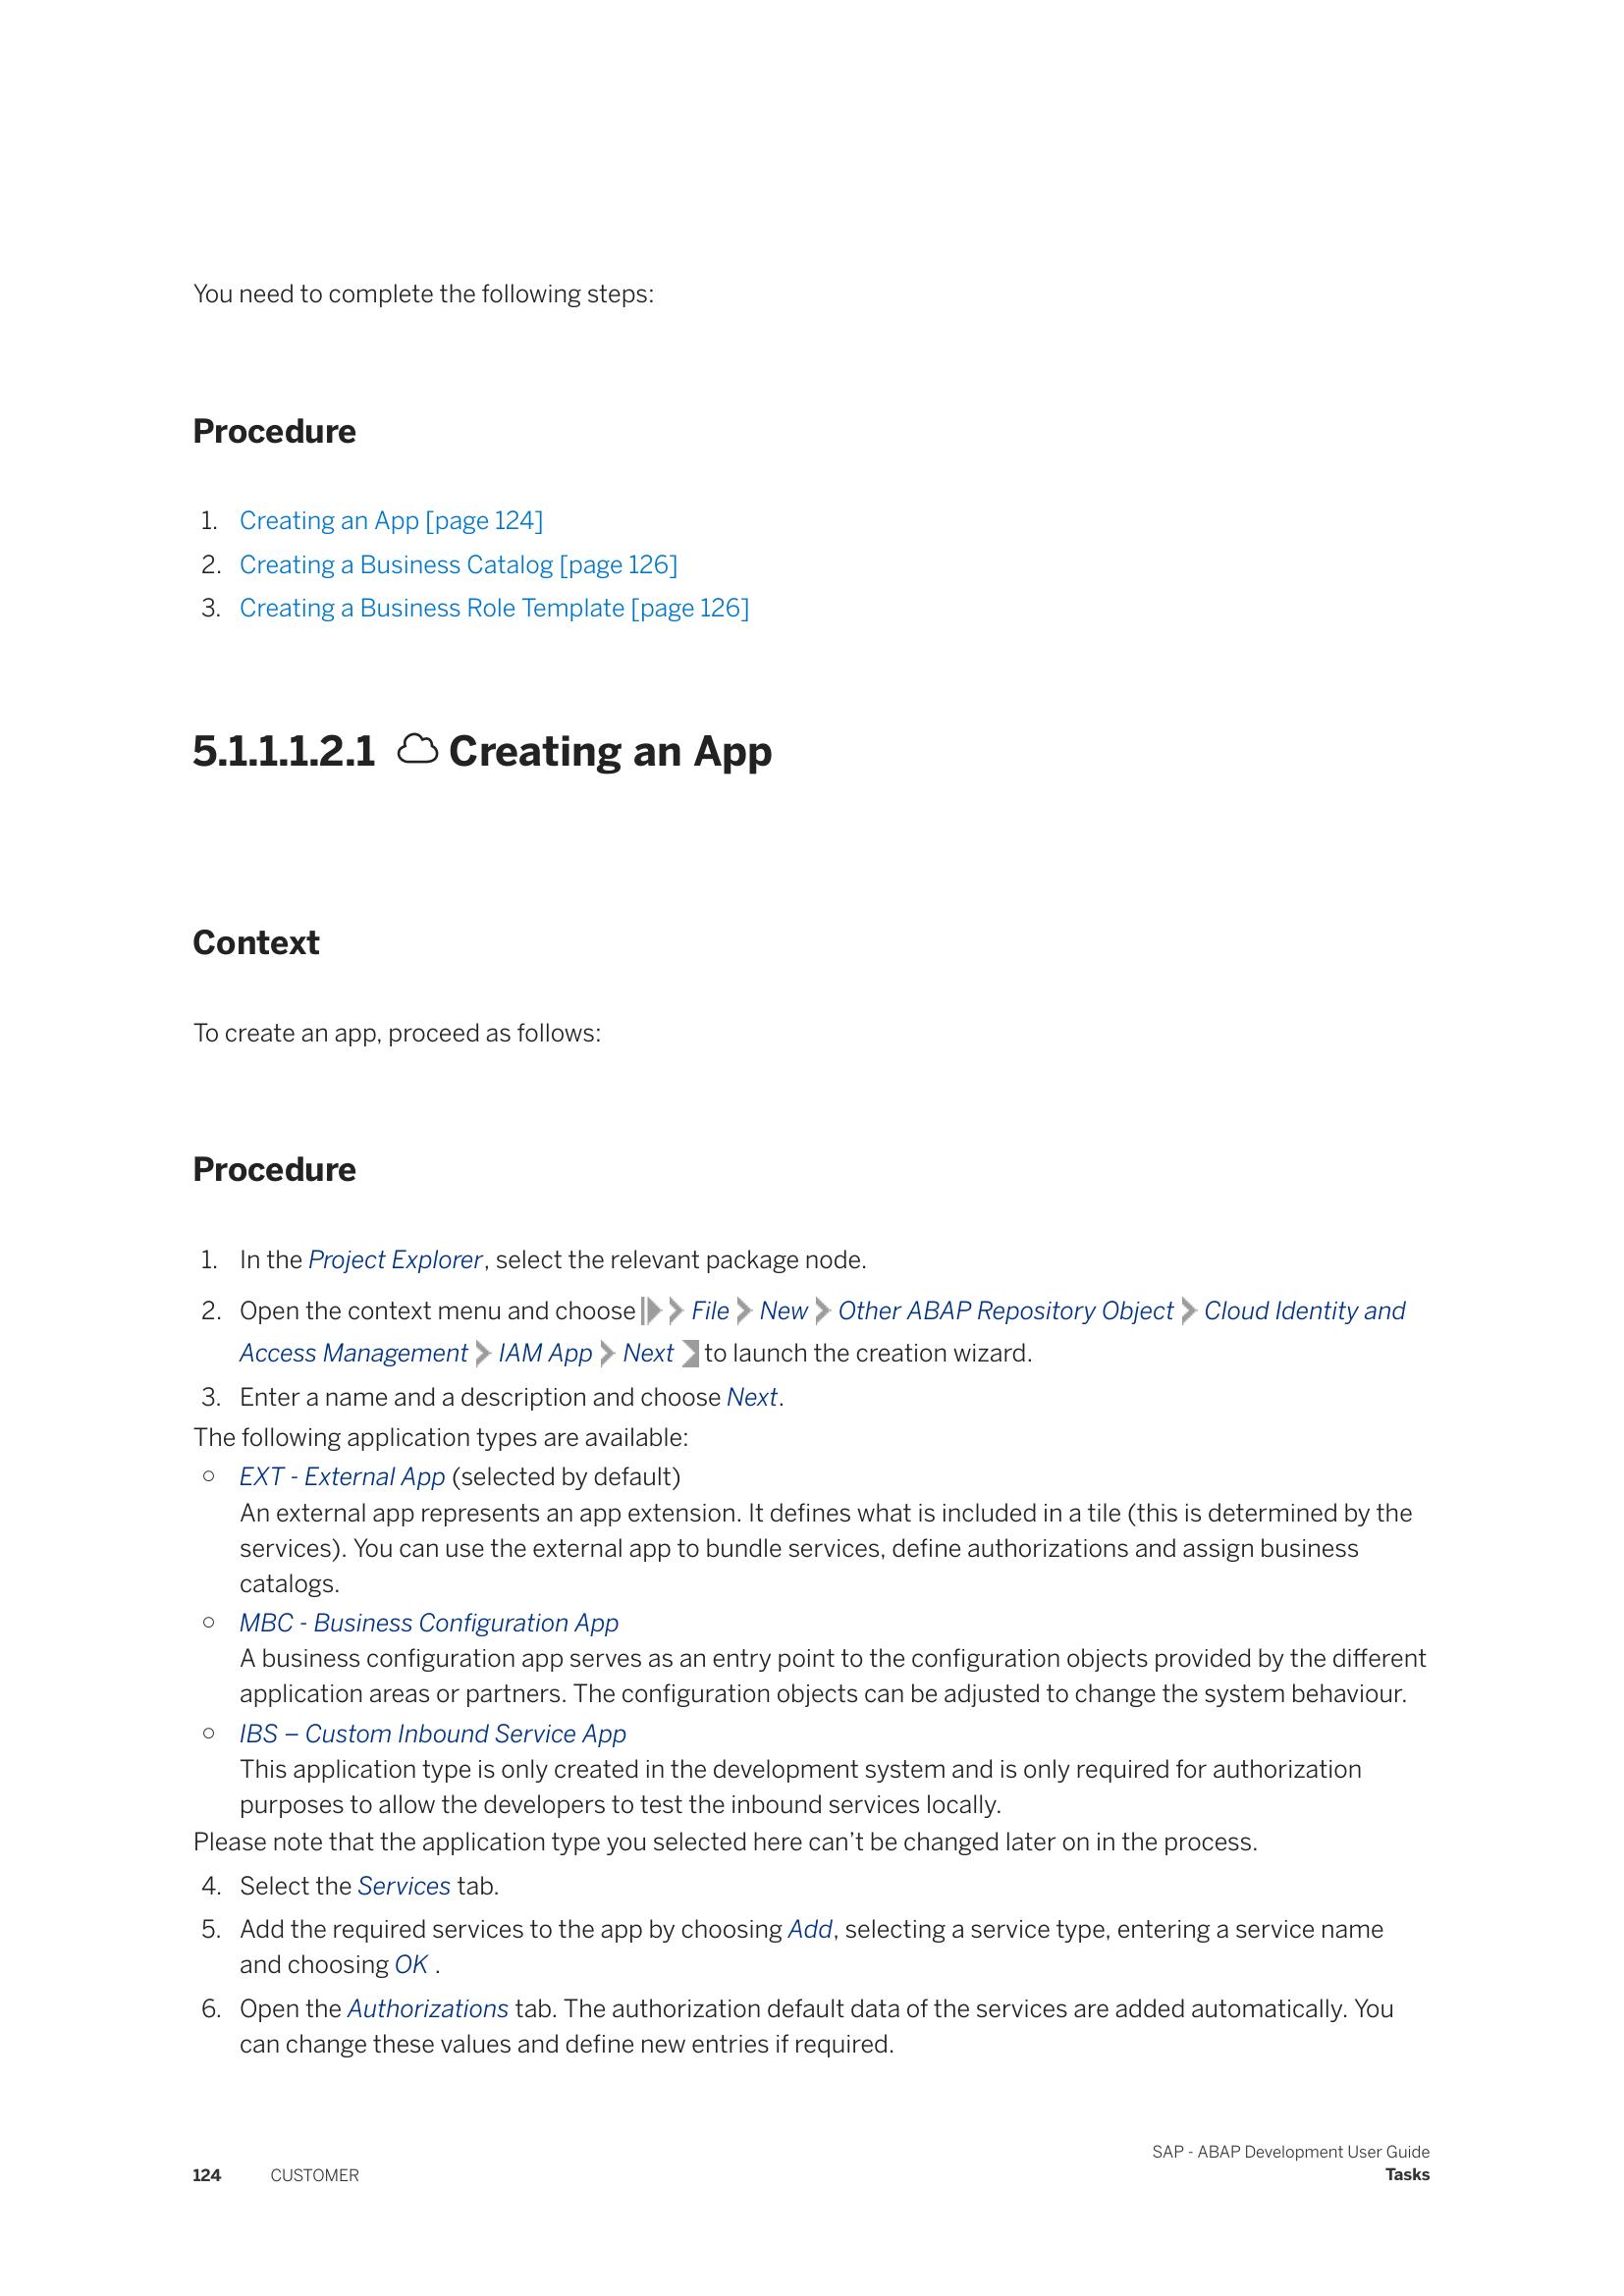 You need to complete the following steps:
Procedure
1. Creating an App [page 124]
2. Creating a Business Catalog [page 126]
3. Creating a Business Role Template [page 126]
5.1.1.1.2.1 Creating an App
Context
To create an app, proceed as follows:
Procedure
1. In the Project Explorer, select the relevant package node.
2. Open the context menu and choose File New Other ABAP Repository Object Cloud Identity and
Access Management IAM App Next to launch the creation wizard.
3. Enter a name and a description and choose Next.
The following application types are available:
○ EXT - External App (selected by default)
An external app represents an app extension. It defines what is included in a tile (this is determined by the
services). You can use the external app to bundle services, define authorizations and assign business
catalogs.
○ MBC - Business Configuration App
A business configuration app serves as an entry point to the configuration objects provided by the different
application areas or partners. The configuration objects can be adjusted to change the system behaviour.
○ IBS – Custom Inbound Service App
This application type is only created in the development system and is only required for authorization
purposes to allow the developers to test the inbound services locally.
Please note that the application type you selected here can't be changed later on in the process.
4. Select the Services tab.
5. Add the required services to the app by choosing Add, selecting a service type, entering a service name
and choosing OK .
6. Open the Authorizations tab. The authorization default data of the services are added automatically. You
can change these values and define new entries if required.
SAP - ABAP Development User Guide
124 CUSTOMER Tasks